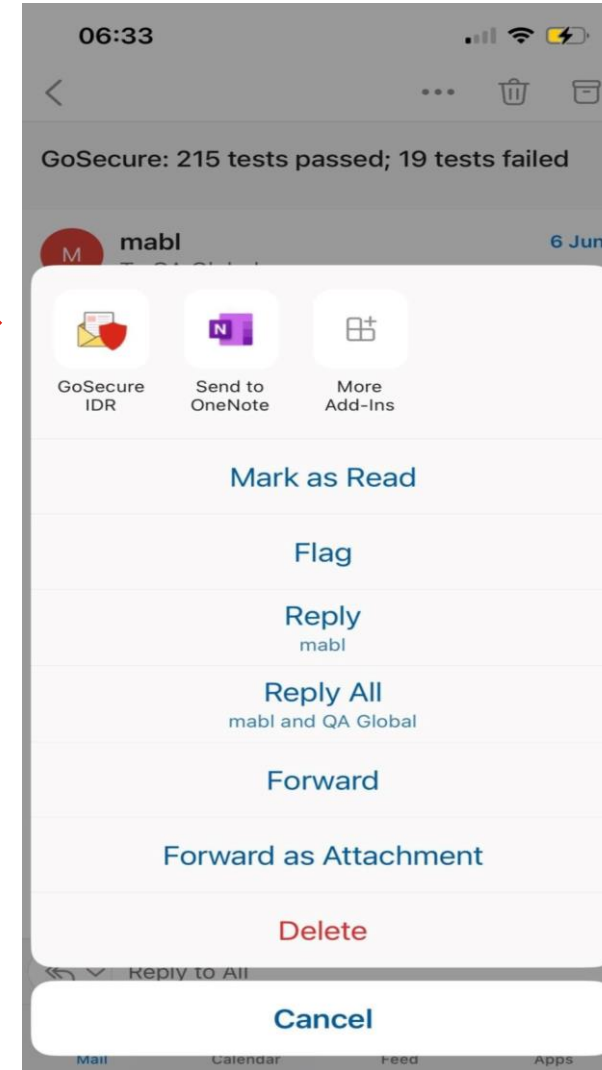 06:33
GoSecure: 215 tests passed; 19 tests failed
M
mabl
6 Jun
N
GoSecure
IDR
Send to
OneNote
More
Add-Ins
Mark as Read
Flag
Reply
mabl
Reply All
mabl and QA Global
Forward
Forward as Attachment
Delete
Reply to All
Cancel
Mail
Calendar
Feed
Apps